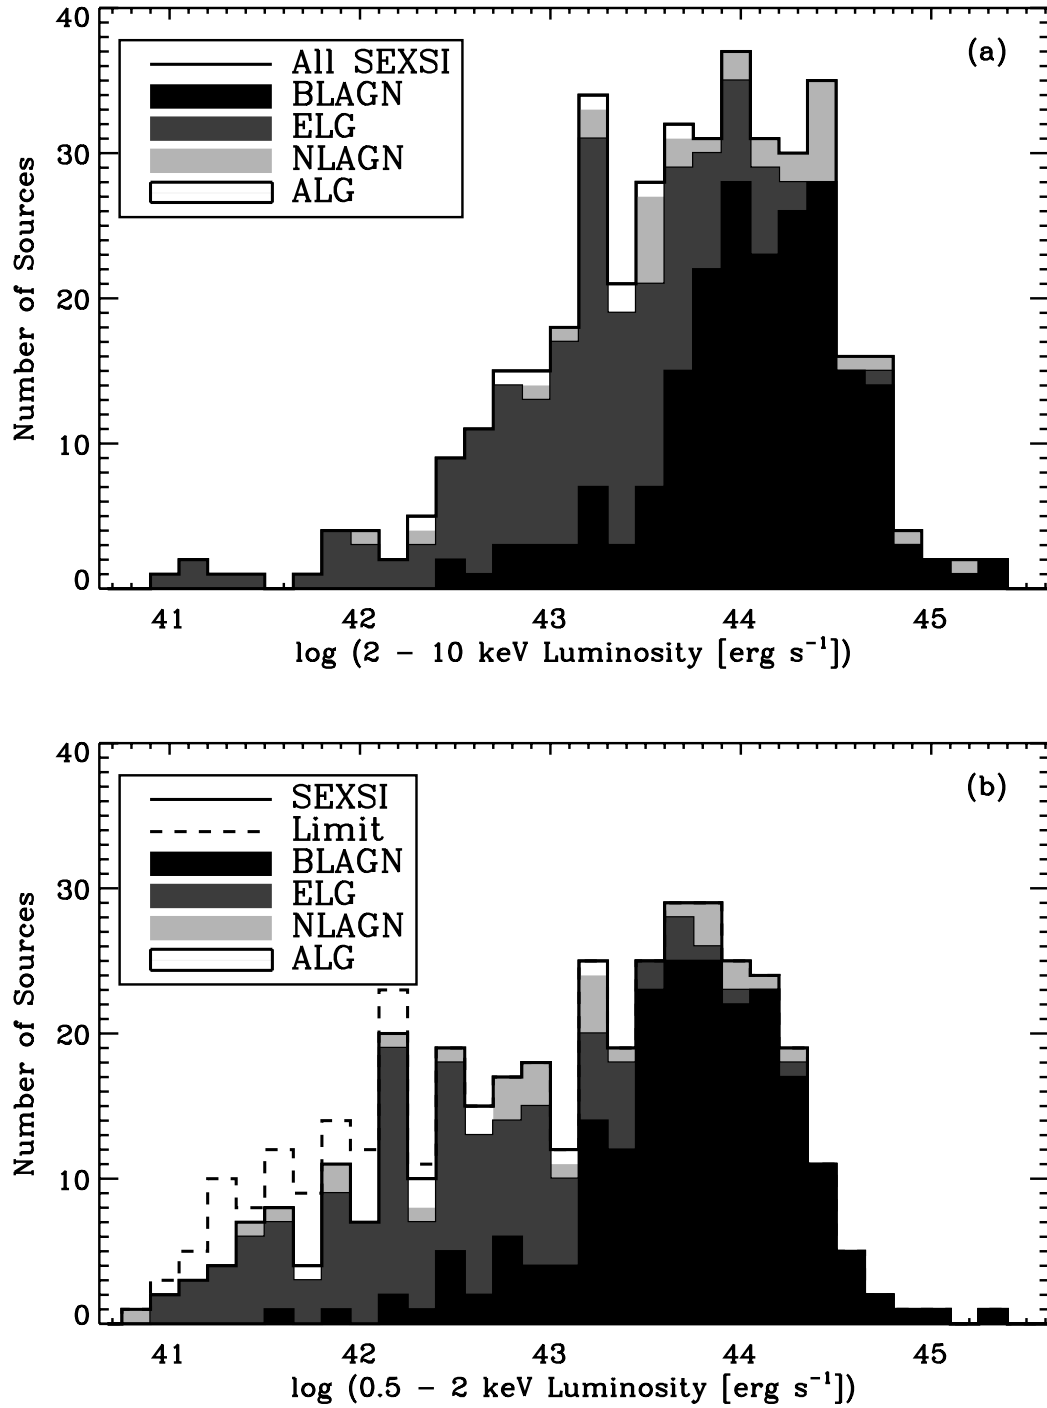 40
(a)
All SEXSI
BLAGN
ELG
NLAGN
ALG
30
20
10
0
Number of Sources
41 42 43 44 45
log (2 − 10 keV Luminosity [erg s⁻¹])
40
(b)
SEXSI
Limit
BLAGN
ELG
NLAGN
ALG
30
20
10
0
Number of Sources
41 42 43 44 45
log (0.5 − 2 keV Luminosity [erg s⁻¹])